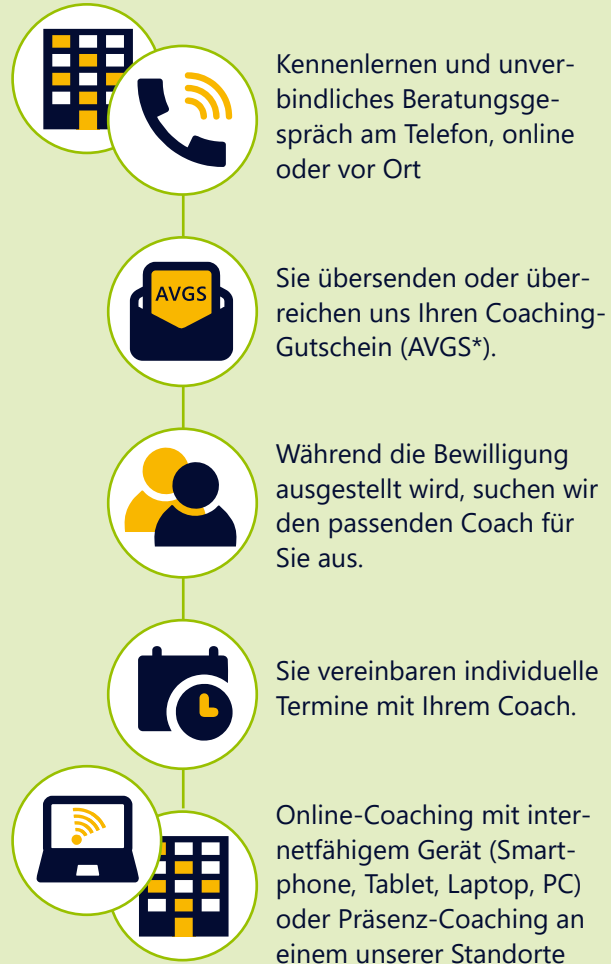 Kennenlernen und unver-
bindliches Beratungsge-
spräch am Telefon, online
oder vor Ort
AVGS
Sie übersenden oder über-
reichen uns Ihren Coaching-
Gutschein (AVGS*).
Während die Bewilligung
ausgestellt wird, suchen wir
den passenden Coach für
Sie aus.
Sie vereinbaren individuelle
Termine mit Ihrem Coach.
Online-Coaching mit inter-
netfähigem Gerät (Smart-
phone, Tablet, Laptop, PC)
oder Präsenz-Coaching an
einem unserer Standorte